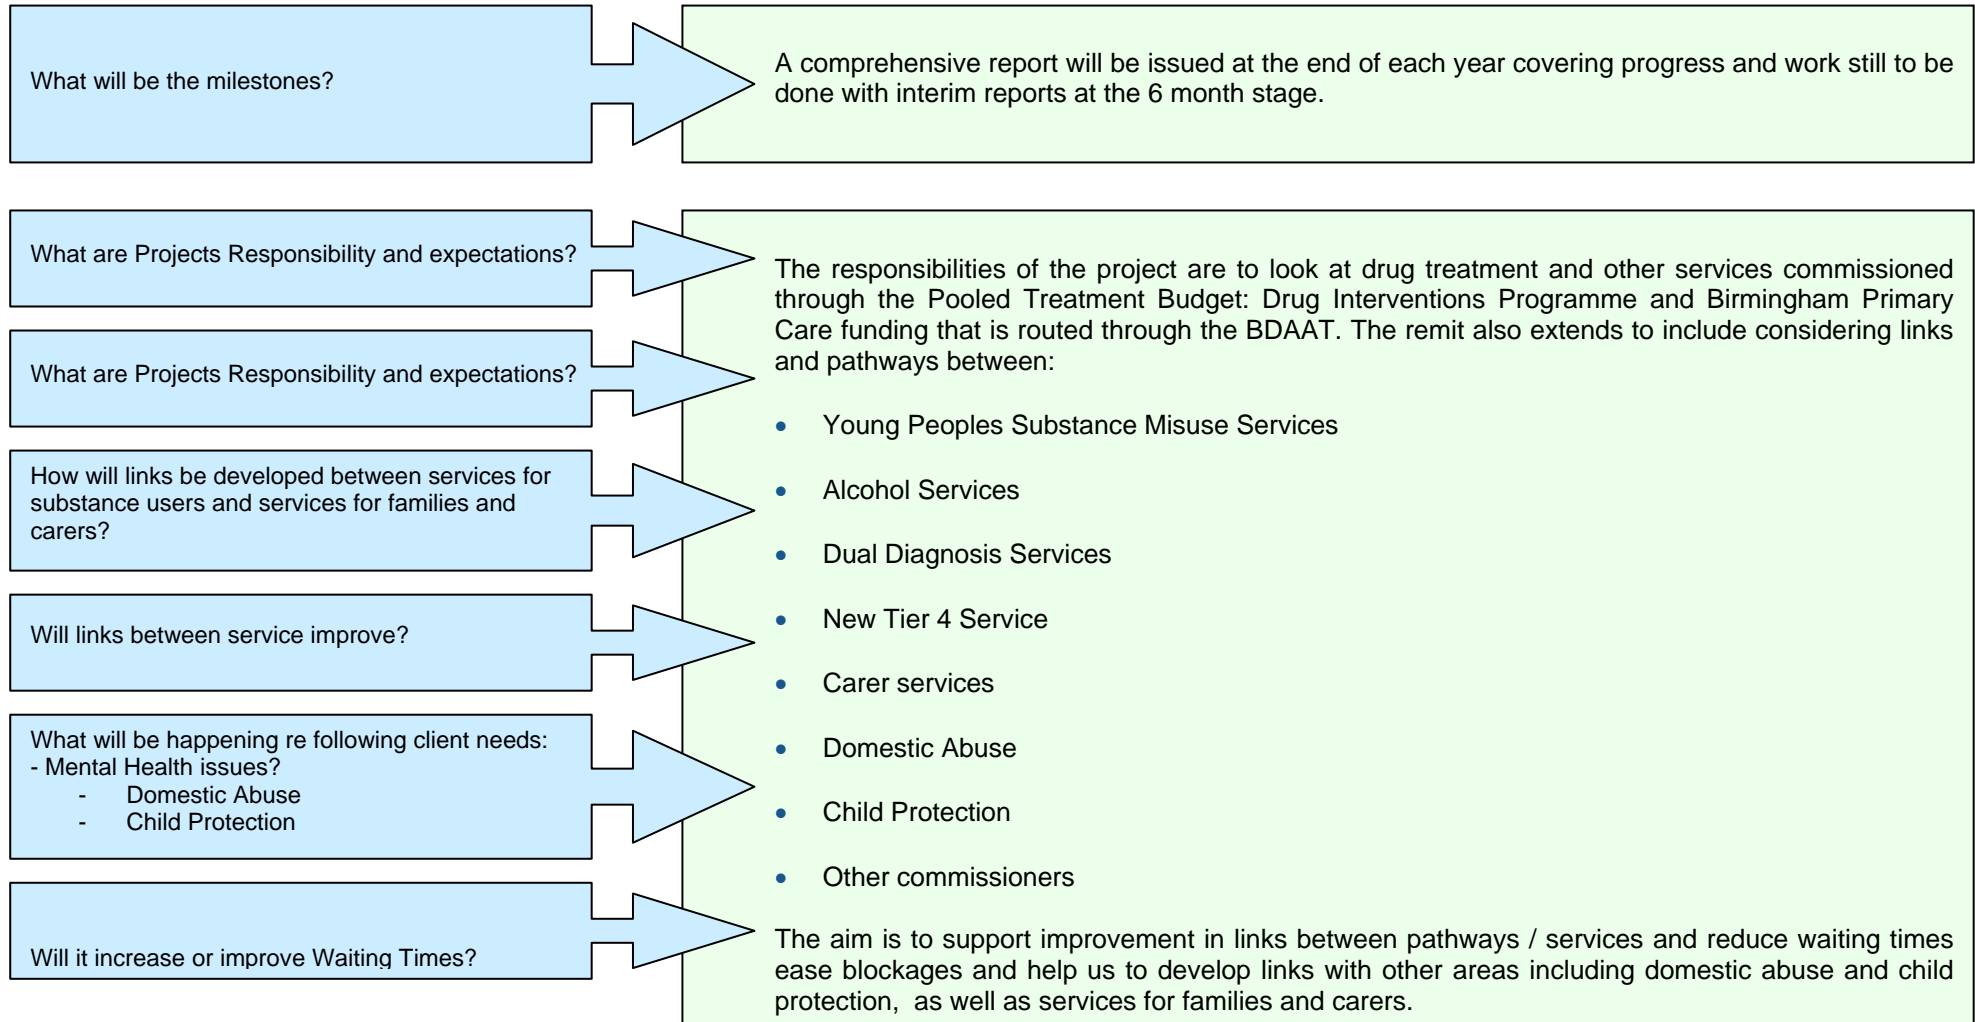 What will be the milestones?
A comprehensive report will be issued at the end of each year covering progress and work still to be
done with interim reports at the 6 month stage.
What are Projects Responsibility and expectations?
What are Projects Responsibility and expectations?
How will links be developed between services for
substance users and services for families and
carers?
Will links between service improve?
What will be happening re following client needs:
- Mental Health issues?
- Domestic Abuse
- Child Protection
Will it increase or improve Waiting Times?
The responsibilities of the project are to look at drug treatment and other services commissioned
through the Pooled Treatment Budget: Drug Interventions Programme and Birmingham Primary
Care funding that is routed through the BDAAT. The remit also extends to include considering links
and pathways between:
• Young Peoples Substance Misuse Services
• Alcohol Services
• Dual Diagnosis Services
• New Tier 4 Service
• Carer services
• Domestic Abuse
• Child Protection
• Other commissioners
The aim is to support improvement in links between pathways / services and reduce waiting times
ease blockages and help us to develop links with other areas including domestic abuse and child
protection, as well as services for families and carers.